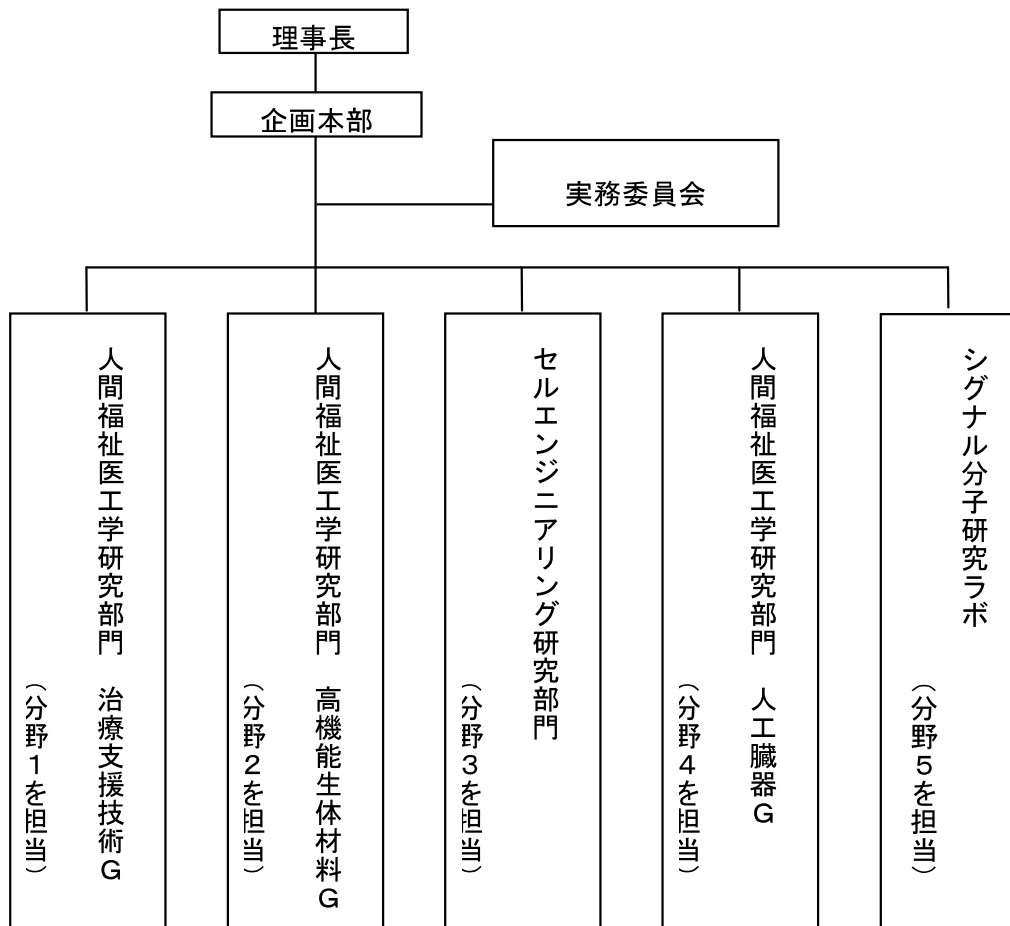 理事長
企画本部
実務委員会
人間福祉医工学研究部門　治療支援技術G
（分野1を担当）
人間福祉医工学研究部門　高機能生体材料G
（分野2を担当）
セルエンジニアリング研究部門
（分野3を担当）
人間福祉医工学研究部門　人工臓器G
（分野4を担当）
シグナル分子研究ラボ
（分野5を担当）